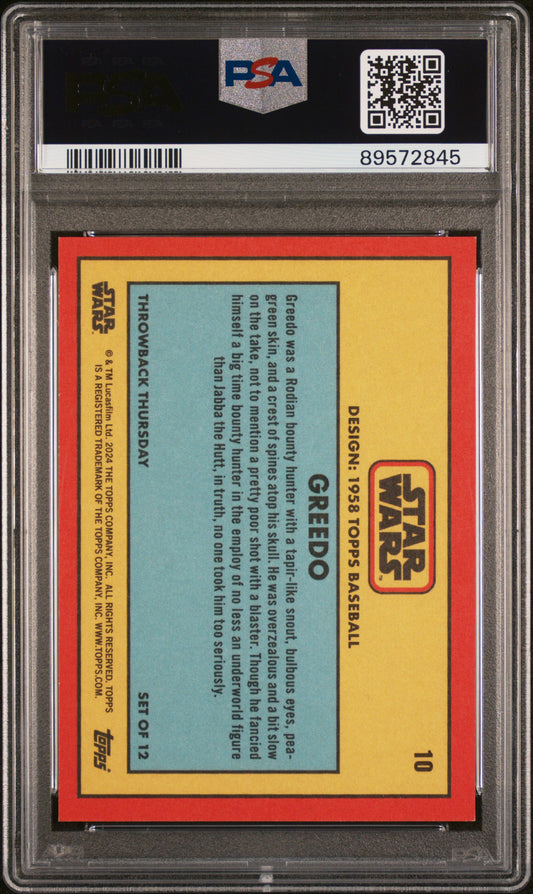 PSA
PSA
89572845
10
STAR
WARS™
DESIGN: 1958 TOPPS BASEBALL
GREEDO
Greedo was a Rodian bounty hunter with a tapir-like snout, bulbous eyes, pea-
green skin, and a crest of spines atop his skull. He was overzealous and a bit slow
on the take, not to mention a pretty poor shot with a blaster. Though he fancied
himself a big time bounty hunter in the employ of no less an underworld figure
than Jabba the Hutt, in truth, no one took him too seriously.
THROWBACK THURSDAY
SET OF 12
STAR
WARS™
© & TM Lucasfilm Ltd. 2024 THE TOPPS COMPANY, INC. ALL RIGHTS RESERVED. TOPPS
IS A REGISTERED TRADEMARK OF THE TOPPS COMPANY, INC. WWW.TOPPS.COM.
topps®